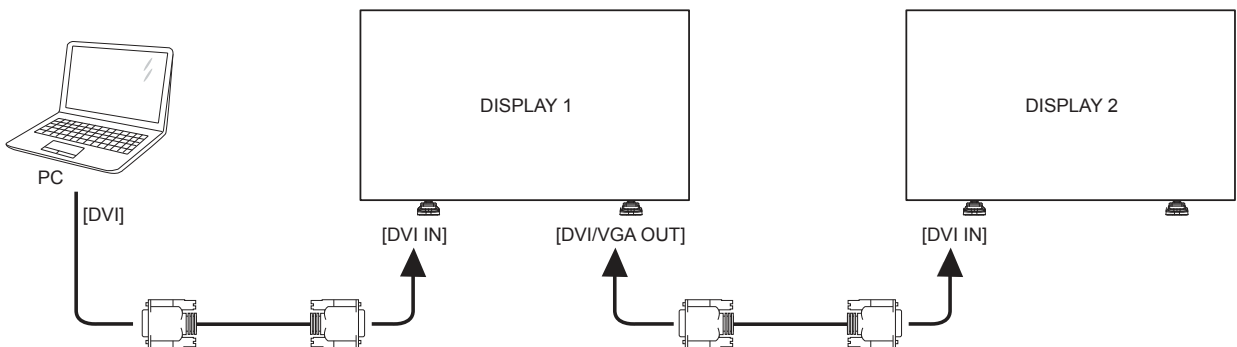 DISPLAY 1
DISPLAY 2
PC
[DVI]
[DVI IN]
[DVI/VGA OUT]
[DVI IN]